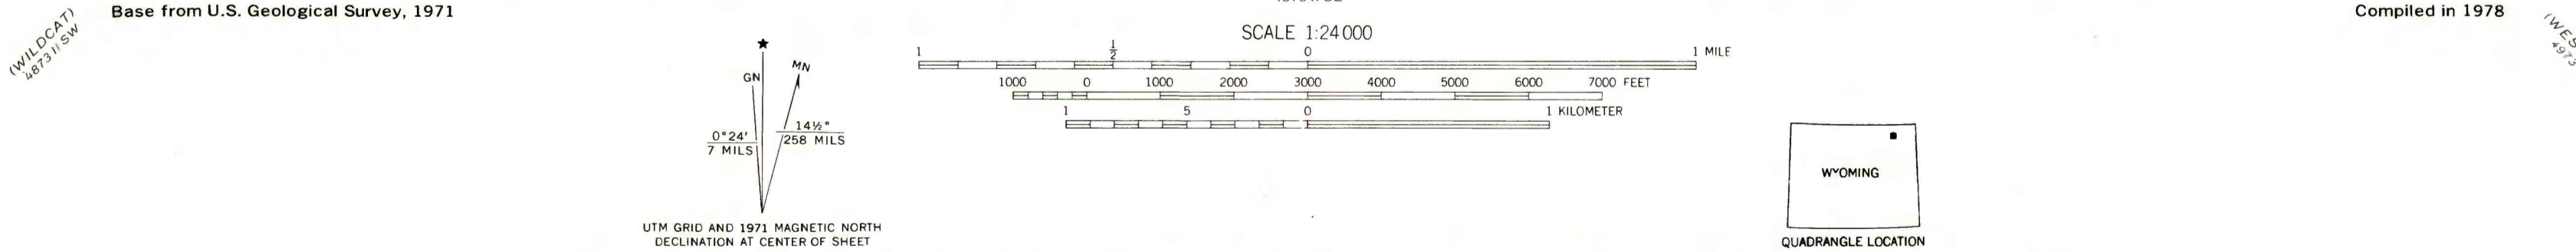 (WILDCAT)
4873 II SW
Base from U.S. Geological Survey, 1971
Compiled in 1978
SCALE 1:24 000
1 ½ 0 1 MILE
1000 0 1000 2000 3000 4000 5000 6000 7000 FEET
1 5 0 1 KILOMETER
GN
MN
0°24'
7 MILS
14½°
258 MILS
UTM GRID AND 1971 MAGNETIC NORTH
DECLINATION AT CENTER OF SHEET
WYOMING
QUADRANGLE LOCATION